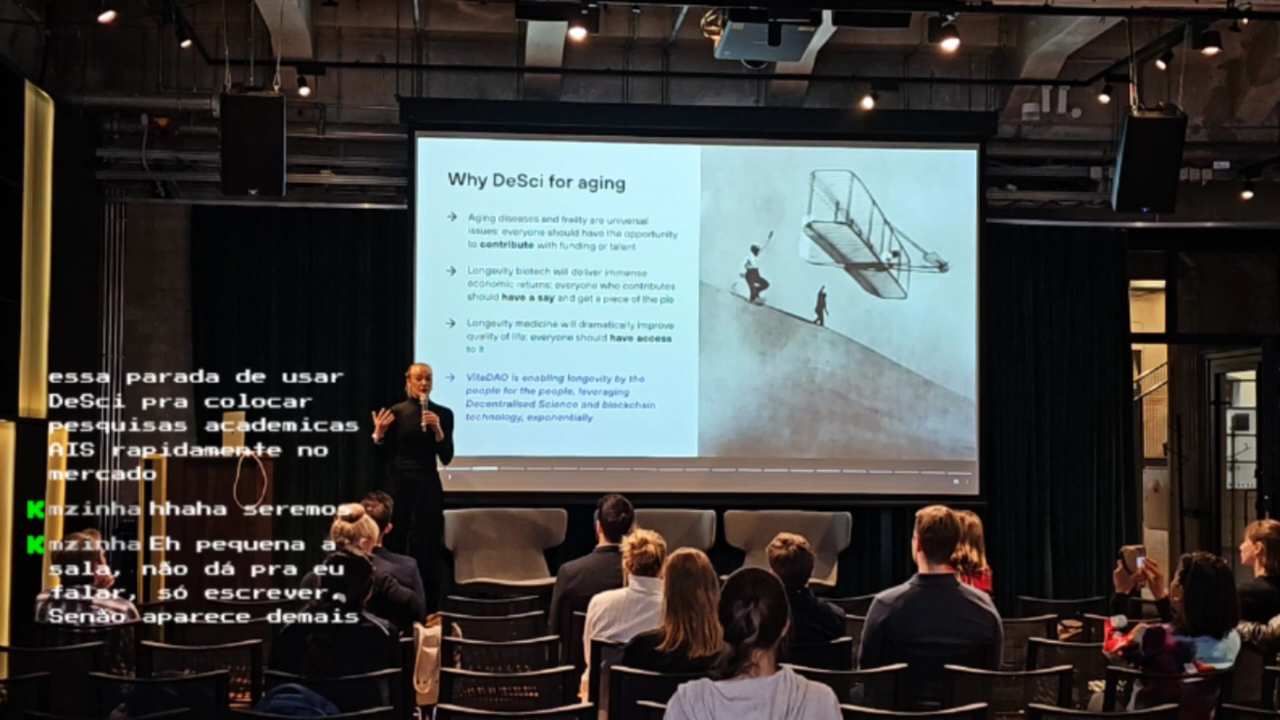 Why DeSci for aging
→ Aging diseases and frailty are universal
issues: everyone should have the opportunity
to contribute with funding or talent
→ Longevity biotech will deliver immense
economic returns: everyone who contributes
should have a say and get a piece of the pie
→ Longevity medicine will dramatically improve
quality of life: everyone should have access
to it
→ VitaDAO is enabling longevity by the
people for the people, leveraging
Decentralised Science and blockchain
technology, exponentially
essa parada de usar
DeSci pra colocar
pesquisas academicas
AIS rapidamente no
mercado
Kmzinha hhaha seremos
Kmzinha Eh pequena a
sala, não dá pra eu
falar, só escrever.
Senão aparece demais